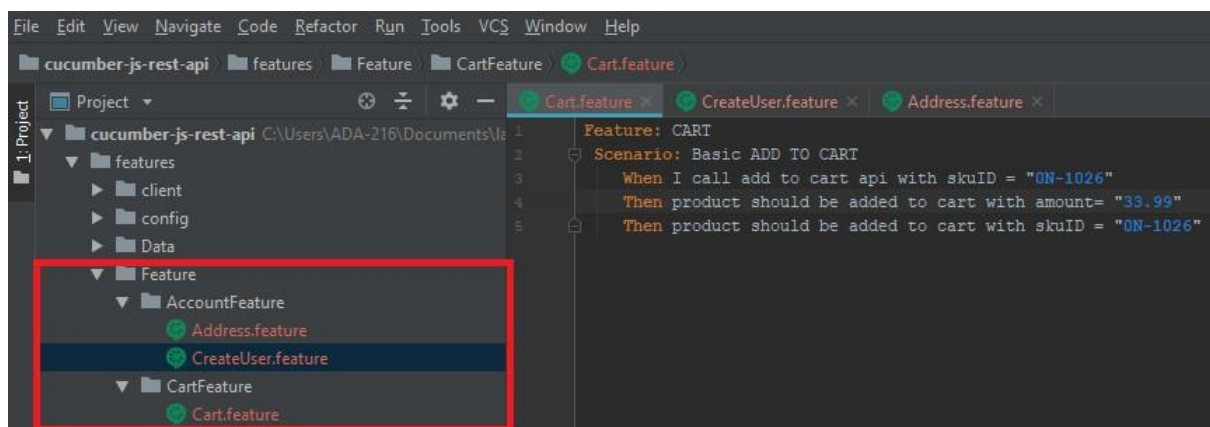 File Edit View Navigate Code Refactor Run Tools VCS Window Help
cucumber-js-rest-api features Feature CartFeature Cart.feature
1: Project
Project
Cart.feature CreateUser.feature Address.feature
cucumber-js-rest-api C:\Users\ADA-216\Documents\la
features
client
config
Data
Feature
AccountFeature
Address.feature
CreateUser.feature
CartFeature
Cart.feature
1 Feature: CART
2 Scenario: Basic ADD TO CART
3 When I call add to cart api with skuID = "0N-1026"
4 Then product should be added to cart with amount= "33.99"
5 Then product should be added to cart with skuID = "0N-1026"